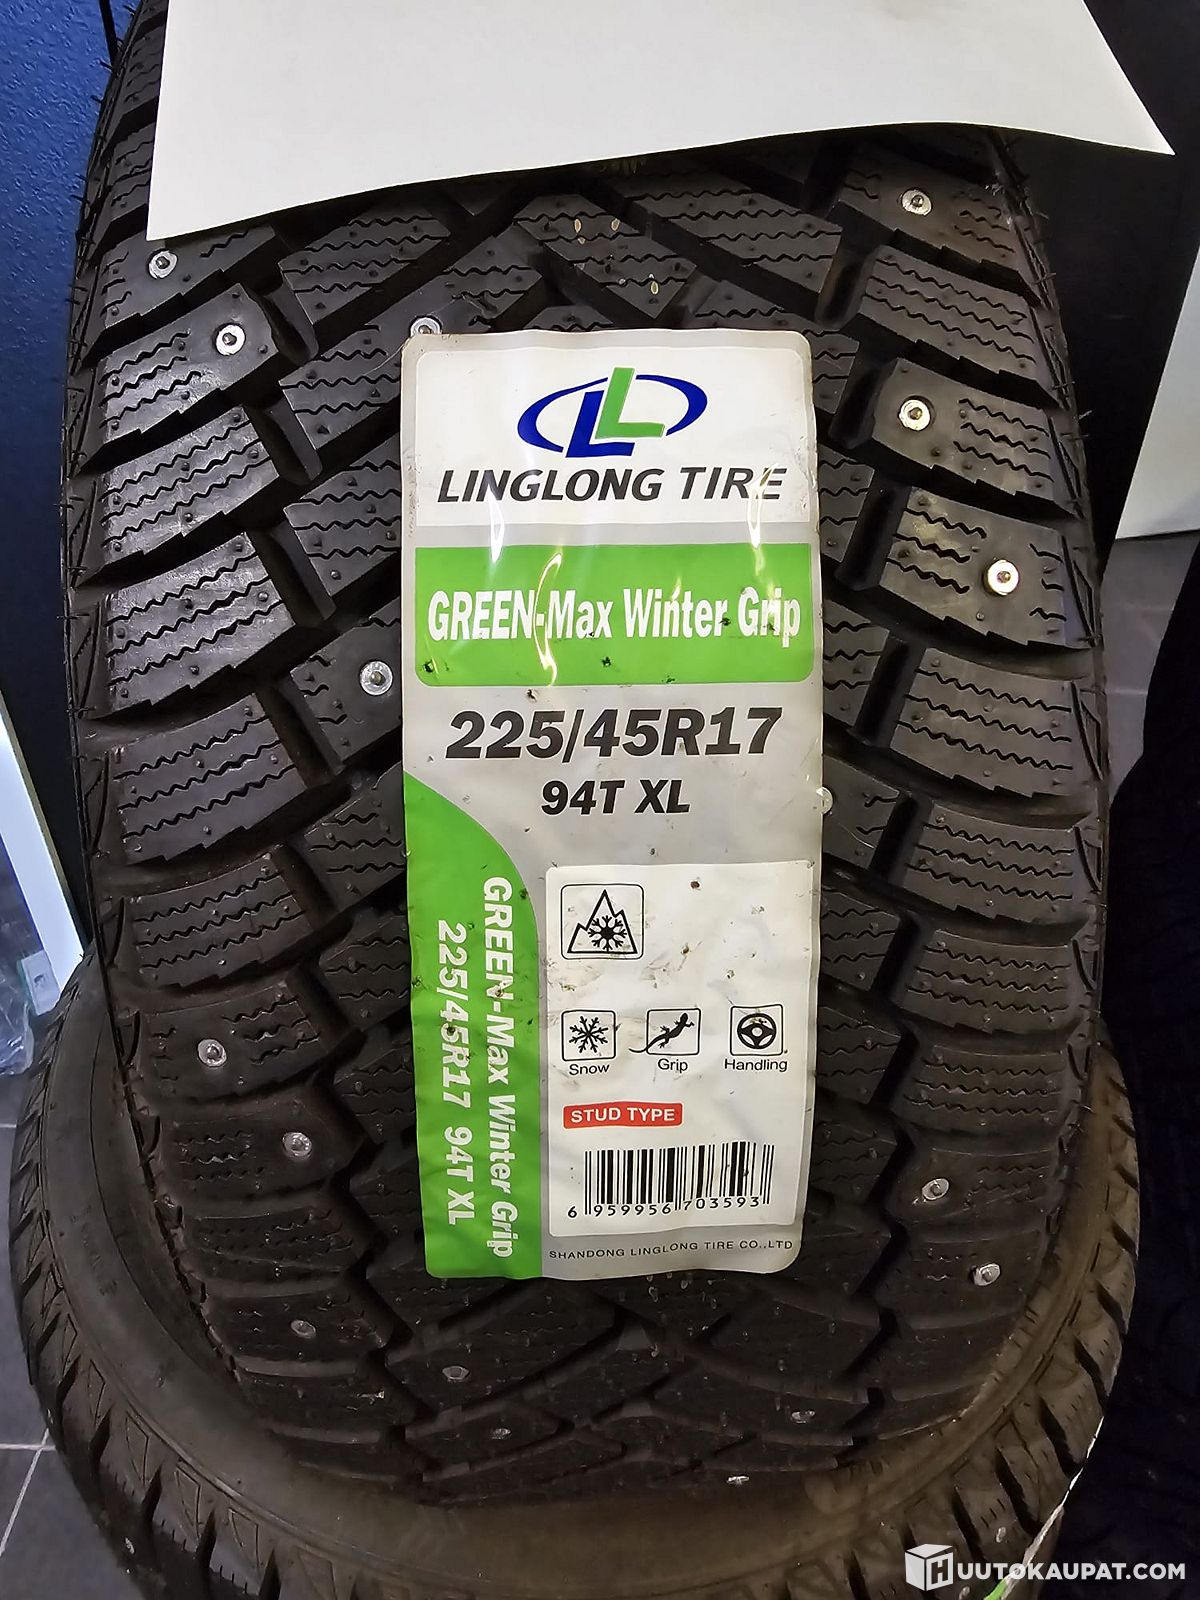 LL
LINGLONG TIRE
GREEN-Max Winter Grip
225/45R17
94T XL
GREEN-Max Winter Grip
225/45R17 94T XL
Snow Grip Handling
STUD TYPE
6 959956 703593
SHANDONG LINGLONG TIRE CO.,LTD
HUUTOKAUPAT.COM